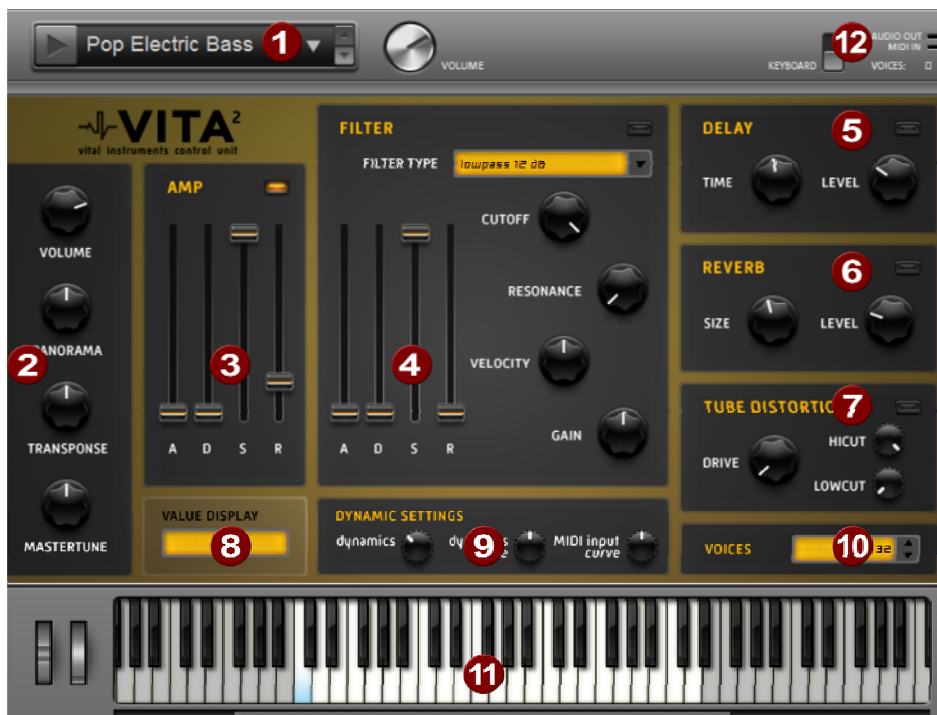 Pop Electric Bass 1
VOLUME
12
AUDIO OUT
MIDI IN
KEYBOARD
VOICES: 0
VITA 2
vital instruments control unit
VOLUME
PANORAMA
2
TRANSPONSE
MASTERTUNE
AMP
3
A D S R
FILTER
FILTER TYPE lowpass 12 dB
CUTOFF
RESONANCE
VELOCITY
4
GAIN
A D S R
DELAY 5
TIME LEVEL
REVERB 6
SIZE LEVEL
TUBE 7
HICUT
DRIVE
LOWCUT
VALUE DISPLAY
8
DYNAMIC SETTINGS
dynamics 9 MIDI input
curve
VOICES 10 32
11